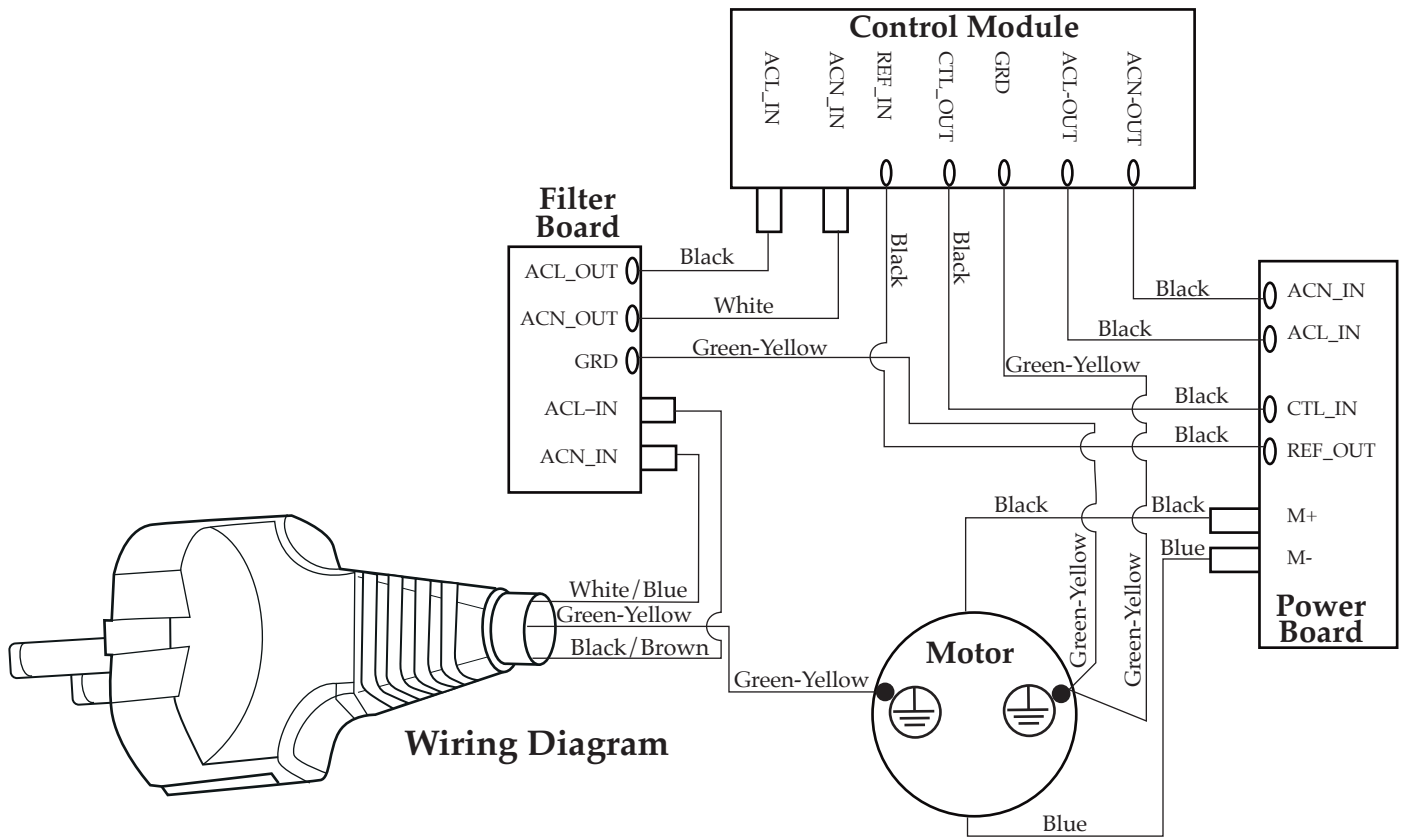 Control Module
ACL_IN
ACN_IN
REF_IN
CTL_OUT
GRD
ACL-OUT
ACN-OUT
Filter
Board
ACL_OUT
ACN_OUT
GRD
ACL–IN
ACN_IN
Black
White
Green-Yellow
Black
Black
Black
Black
Green-Yellow
Black
Black
ACN_IN
ACL_IN
CTL_IN
REF_OUT
M+
M-
Power
Board
Black
Black
Blue
Green-Yellow
Green-Yellow
White/Blue
Green-Yellow
Black/Brown
Green-Yellow
Motor
Wiring Diagram
Blue